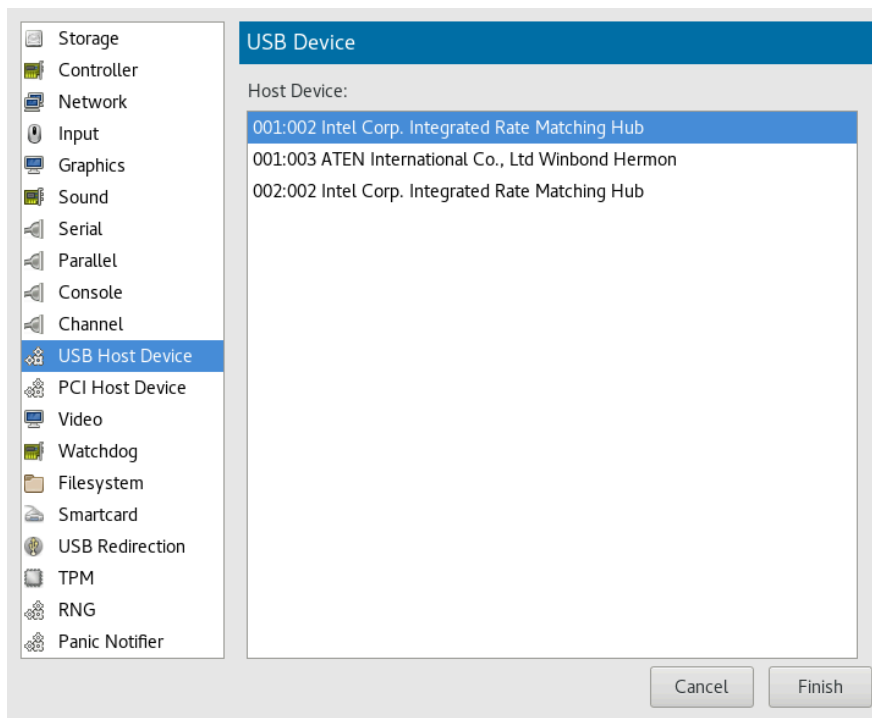 Storage
Controller
Network
Input
Graphics
Sound
Serial
Parallel
Console
Channel
USB Host Device
PCI Host Device
Video
Watchdog
Filesystem
Smartcard
USB Redirection
TPM
RNG
Panic Notifier
USB Device
Host Device:
001:002 Intel Corp. Integrated Rate Matching Hub
001:003 ATEN International Co., Ltd Winbond Hermon
002:002 Intel Corp. Integrated Rate Matching Hub
Cancel
Finish